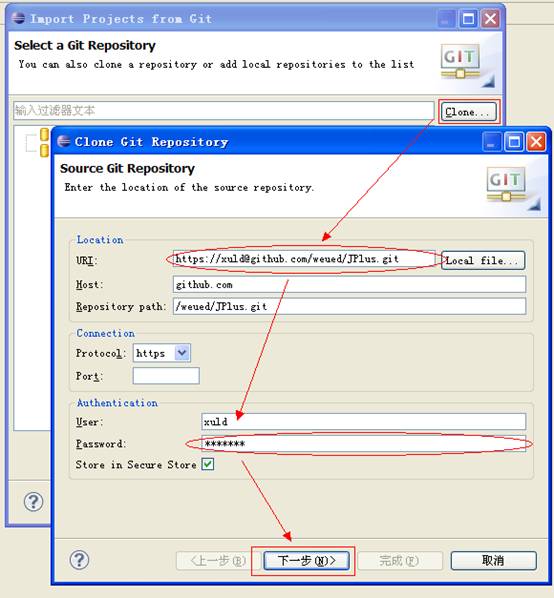 Import Projects from Git
Select a Git Repository
You can also clone a repository or add local repositories to the list
GIT
输入过滤器文本
Clone...
Clone Git Repository
Source Git Repository
Enter the location of the source repository.
GIT
Location
URI: https://xuld@github.com/weued/JPlus.git Local file...
Host: github.com
Repository path: /weued/JPlus.git
Connection
Protocol: https
Port:
Authentication
User: xuld
Password: *******
Store in Secure Store
<上一步(B) 下一步(N)> 完成(F) 取消